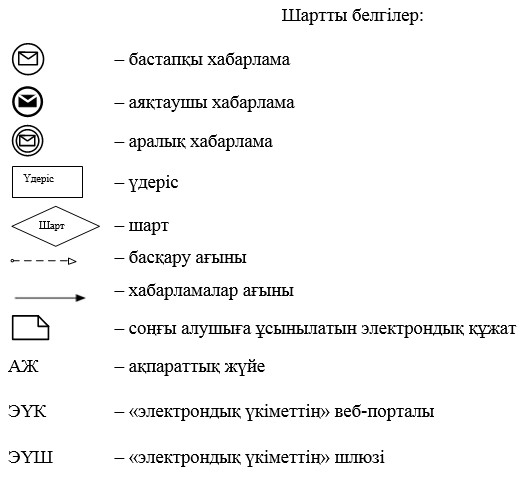 Шартты белгілер:
– бастапқы хабарлама
– аяқтаушы хабарлама
– аралық хабарлама
Үдеріс – үдеріс
Шарт – шарт
– басқару ағыны
– хабарламалар ағыны
– соңғы алушыға ұсынылатын электрондық құжат
АЖ – ақпараттық жүйе
ЭҮК – «электрондық үкіметтің» веб-порталы
ЭҮШ – «электрондық үкіметтің» шлюзі